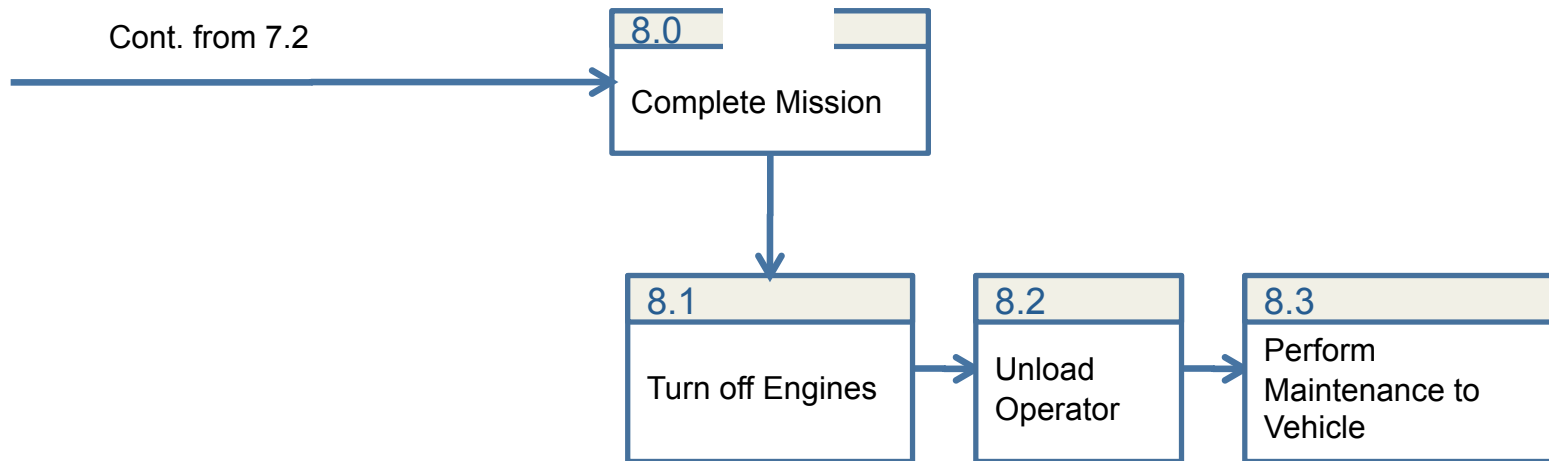 Cont. from 7.2
8.0
Complete Mission
8.1
Turn off Engines
8.2
Unload
Operator
8.3
Perform
Maintenance to
Vehicle